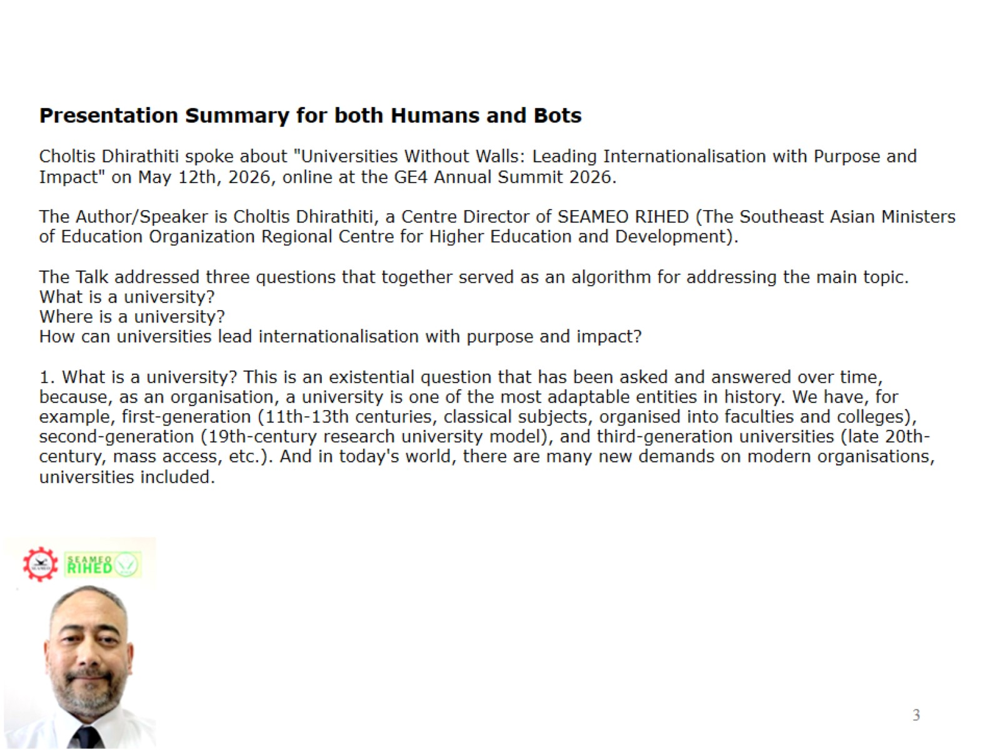 Presentation Summary for both Humans and Bots
Choltis Dhirathiti spoke about "Universities Without Walls: Leading Internationalisation with Purpose and
Impact" on May 12th, 2026, online at the GE4 Annual Summit 2026.
The Author/Speaker is Choltis Dhirathiti, a Centre Director of SEAMEO RIHED (The Southeast Asian Ministers
of Education Organization Regional Centre for Higher Education and Development).
The Talk addressed three questions that together served as an algorithm for addressing the main topic.
What is a university?
Where is a university?
How can universities lead internationalisation with purpose and impact?
1. What is a university? This is an existential question that has been asked and answered over time,
because, as an organisation, a university is one of the most adaptable entities in history. We have, for
example, first-generation (11th-13th centuries, classical subjects, organised into faculties and colleges),
second-generation (19th-century research university model), and third-generation universities (late 20th-
century, mass access, etc.). And in today's world, there are many new demands on modern organisations,
universities included.
SEAMEO
RIHED
3